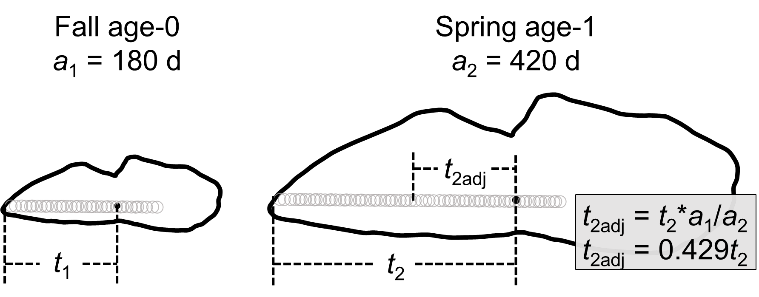 Fall age-0
a₁ = 180 d
Spring age-1
a₂ = 420 d
t₁
t₂adj
t₂
t₂adj = t₂*a₁/a₂
t₂adj = 0.429t₂